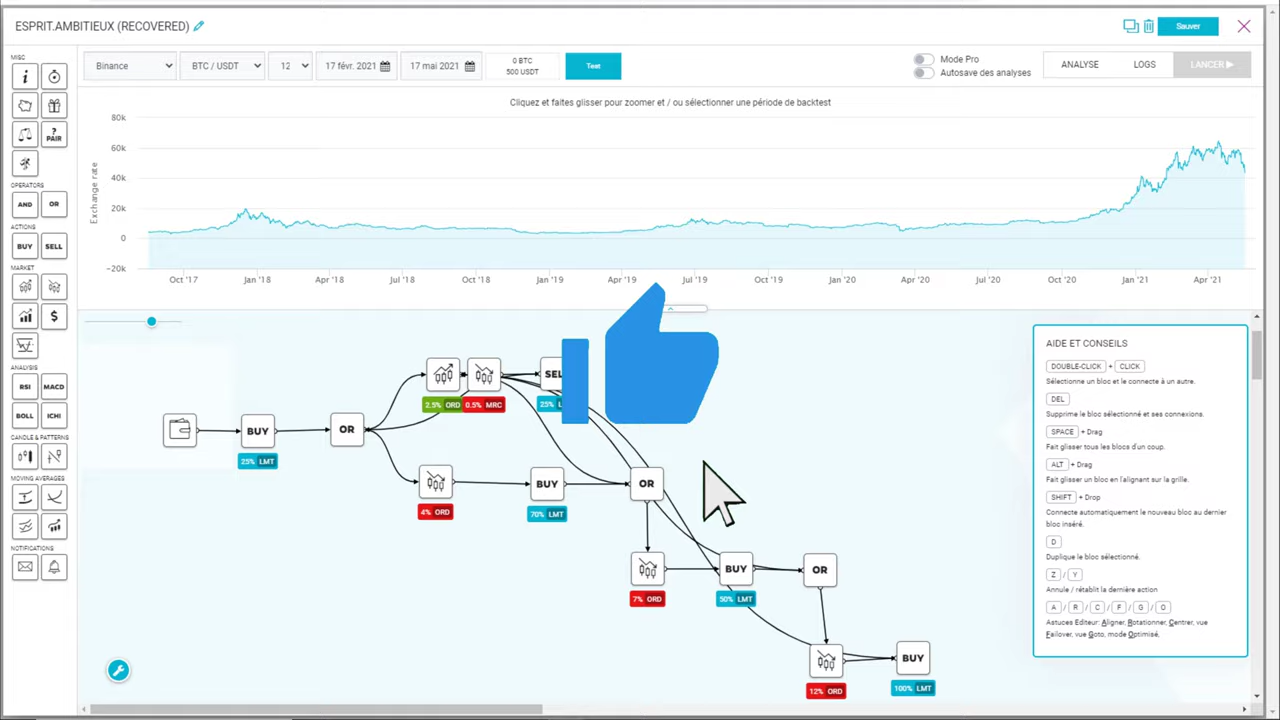 ESPRIT.AMBITIEUX (RECOVERED)
Sauver
MISC
Binance
BTC / USDT
12
17 févr. 2021
17 mai 2021
0 BTC
500 USDT
Test
Mode Pro
Autosave des analyses
ANALYSE
LOGS
LANCER
Cliquez et faites glisser pour zoomer et / ou sélectionner une période de backtest
Exchange rate
80k
60k
40k
20k
0
-20k
Oct '17
Jan '18
Apr '18
Jul '18
Oct '18
Jan '19
Apr '19
Jul '19
Oct '19
Jan '20
Apr '20
Jul '20
Oct '20
Jan '21
Apr '21
i
? PAIR
OPERATORS
AND
OR
ACTIONS
BUY
SELL
MARKET
$
ANALYSIS
RSI
MACD
BOLL
ICHI
CANDLE & PATTERNS
MOVING AVERAGES
NOTIFICATIONS
SEL
2.5% ORD
0.5% MRC
25% L
BUY
25% LMT
OR
4% ORD
BUY
70% LMT
OR
7% ORD
BUY
50% LMT
OR
12% ORD
BUY
100% LMT
AIDE ET CONSEILS
DOUBLE-CLICK + CLICK
Sélectionne un bloc et le connecte à un autre.
DEL
Supprime le bloc sélectionné et ses connexions.
SPACE + Drag
Fait glisser tous les blocs d'un coup.
ALT + Drag
Fait glisser un bloc en l'alignant sur la grille.
SHIFT + Drop
Connecte automatiquement le nouveau bloc au dernier
bloc inséré.
D
Duplique le bloc sélectionné.
Z / Y
Annule / rétablit la dernière action
A / R / C / F / G / O
Astuces Editeur: Aligner, Rotationner, Centrer, vue
Failover, vue Goto, mode Optimisé,